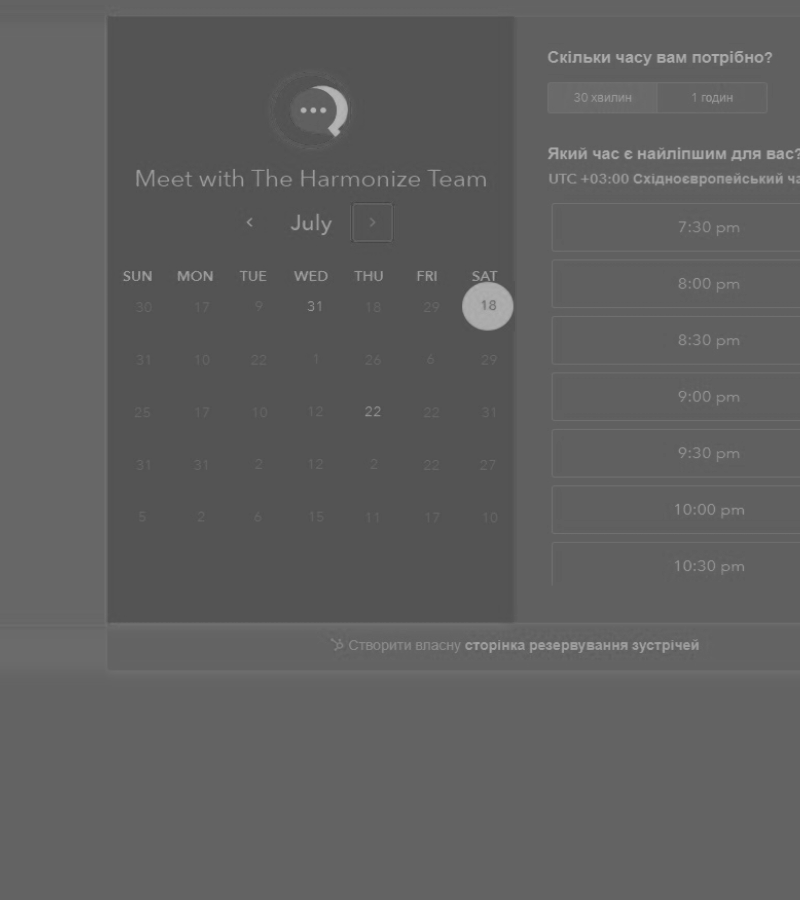 Meet with The Harmonize Team
July
SUN MON TUE WED THU FRI SAT
30 17 9 31 18 29 18
31 10 22 1 26 6 29
25 17 10 12 22 22 31
31 31 2 12 2 22 27
5 2 6 15 11 17 10
Скільки часу вам потрібно?
30 хвилин 1 годин
Який час є найліпшим для вас?
UTC +03:00 Східноєвропейський
7:30 pm
8:00 pm
8:30 pm
9:00 pm
9:30 pm
10:00 pm
10:30 pm
Створити власну сторінка резервування зустрічей